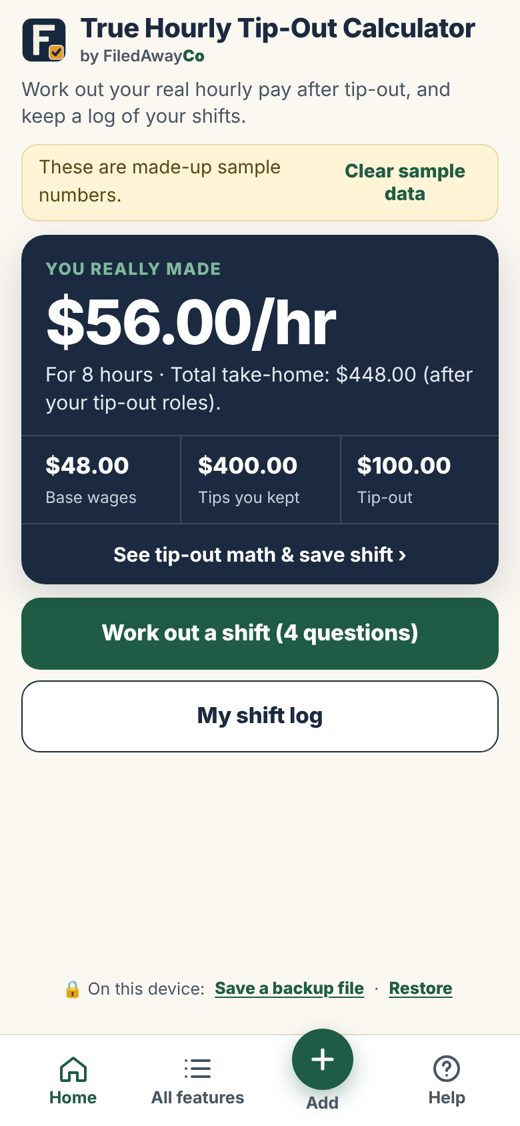 True Hourly Tip-Out Calculator
by FiledAwayCo
Work out your real hourly pay after tip-out, and
keep a log of your shifts.
These are made-up sample
numbers.
Clear sample
data
YOU REALLY MADE
$56.00/hr
For 8 hours · Total take-home: $448.00 (after
your tip-out roles).
$48.00
Base wages
$400.00
Tips you kept
$100.00
Tip-out
See tip-out math & save shift ›
Work out a shift (4 questions)
My shift log
🔒 On this device: Save a backup file · Restore
Home
All features
Add
Help